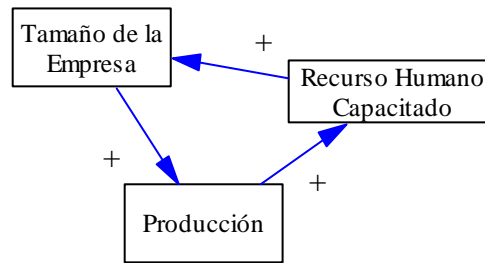 Tamaño de la
Empresa
+
Recurso Humano
Capacitado
+
+
Producción